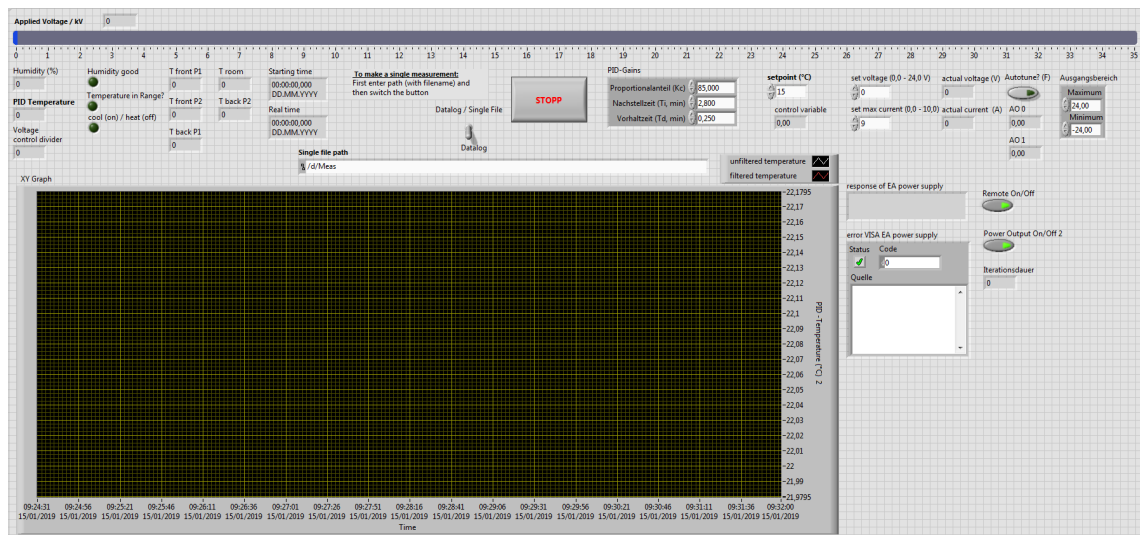 Applied Voltage / kV
0
0 1 2 3 4 5 6 7 8 9 10 11 12 13 14 15 16 17 18 19 20 21 22 23 24 25 26 27 28 29 30 31 32 33 34 35
Humidity (%)
0
PID Temperature
0
Voltage
control divider
0
Humidity good
Temperature in Range?
cool (on) / heat (off)
T front P1
0
T front P2
0
T back P1
0
T room
0
T back P2
0
Starting time
00:00:00,000
DD.MM.YYYY
Real time
00:00:00,000
DD.MM.YYYY
To make a single measurement:
First enter path (with filename) and
then switch the button
Datalog / Single File
Datalog
STOPP
Single file path
/d/Meas
PID-Gains
Proportionalanteil (Kc) 85,000
Nachstellzeit (Ti, min) 2,800
Vorhaltzeit (Td, min) 0,250
setpoint (°C)
15
control variable
0,00
set voltage (0,0 - 24,0 V)
0
set max current (0,0 - 10,0)
9
actual voltage (V)
0
actual current (A)
0
Autotune? (F)
AO 0
0,00
AO 1
0,00
Ausgangsbereich
Maximum
24,00
Minimum
-24,00
unfiltered temperature
filtered temperature
XY Graph
-22,1795
-22,17
-22,16
-22,15
-22,14
-22,13
-22,12
-22,11
-22,1
-22,09
-22,08
-22,07
-22,06
-22,05
-22,04
-22,03
-22,02
-22,01
-22
-21,99
-21,9795
PID -Temperature (°C) 2
09:24:31 09:24:56 09:25:21 09:25:46 09:26:11 09:26:36 09:27:01 09:27:26 09:27:51 09:28:16 09:28:41 09:29:06 09:29:31 09:29:56 09:30:21 09:30:46 09:31:11 09:31:36 09:32:00
15/01/2019 15/01/2019 15/01/2019 15/01/2019 15/01/2019 15/01/2019 15/01/2019 15/01/2019 15/01/2019 15/01/2019 15/01/2019 15/01/2019 15/01/2019 15/01/2019 15/01/2019 15/01/2019 15/01/2019 15/01/2019 15/01/2019
Time
response of EA power supply
Remote On/Off
error VISA EA power supply
Status Code
0
Quelle
Power Output On/Off 2
Iterationsdauer
0